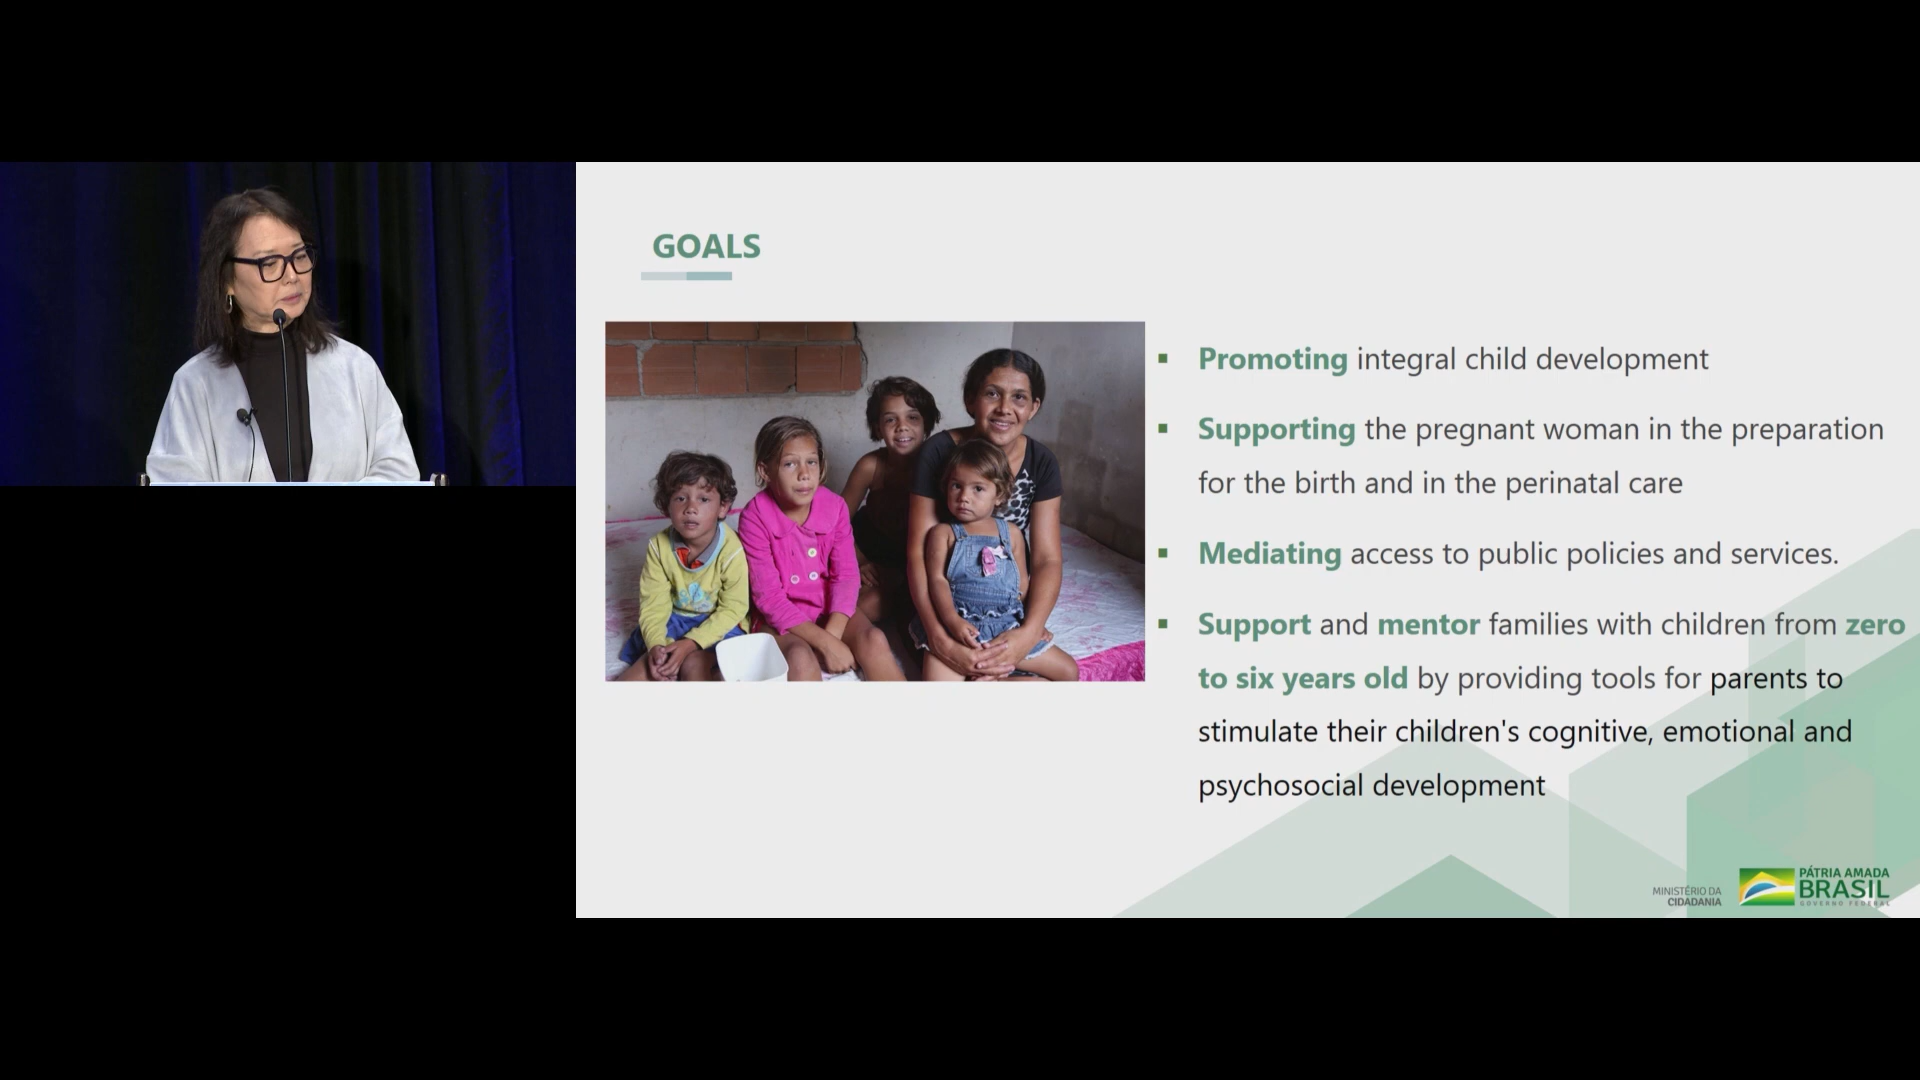 GOALS
Promoting integral child development
Supporting the pregnant woman in the preparation
for the birth and in the perinatal care
Mediating access to public policies and services.
Support and mentor families with children from zero
to six years old by providing tools for parents to
stimulate their children's cognitive, emotional and
psychosocial development
MINISTÉRIO DA
CIDADANIA
PÁTRIA AMADA
BRASIL
GOVERNO FEDERAL